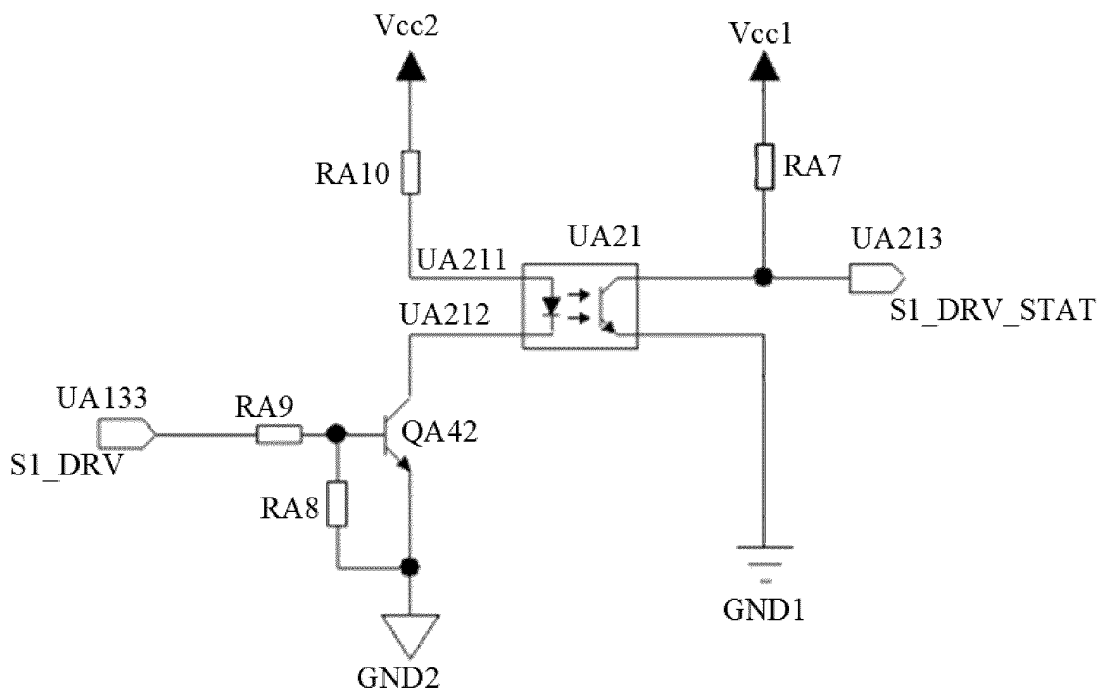 Vcc2
Vcc1
RA10
RA7
UA211
UA21
UA213
S1_DRV_STAT
UA212
UA133
RA9
QA42
S1_DRV
RA8
GND1
GND2